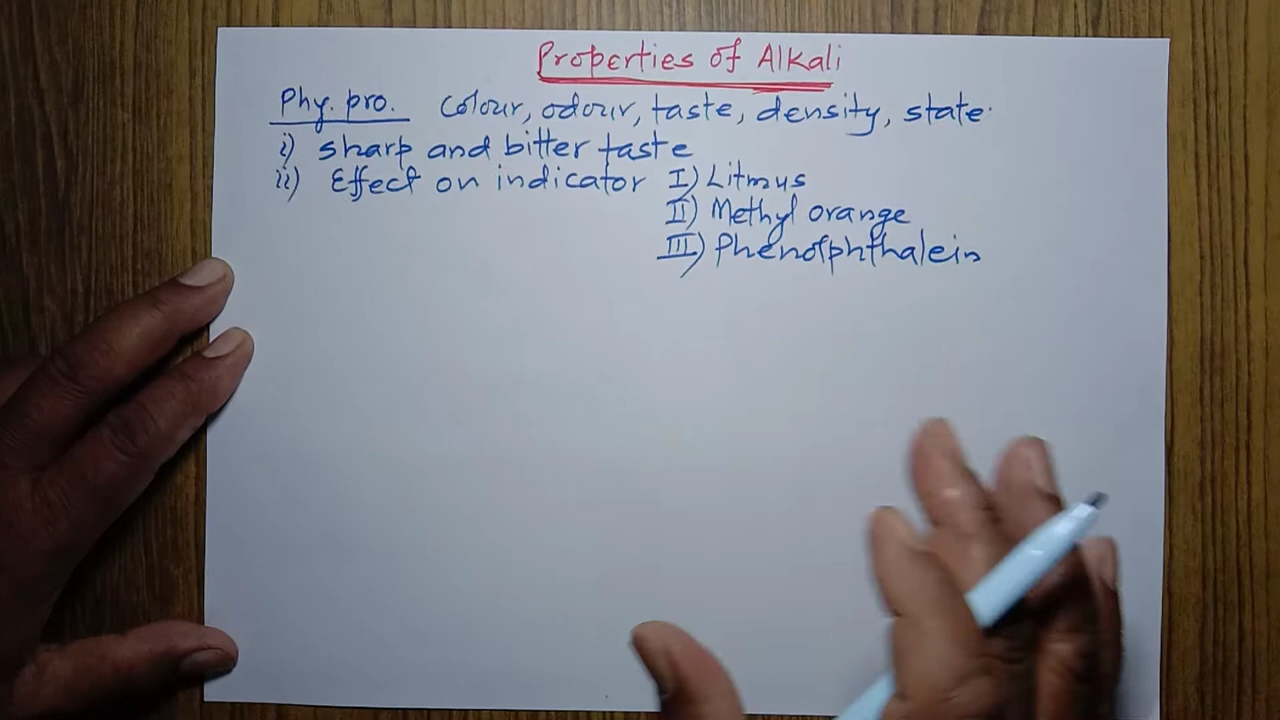 Properties of Alkali
Phy. pro. Colour, odour, taste, density, state.
i) sharp and bitter taste
ii) Effect on indicator I) Litmus
II) Methyl orange
III) Phenolphthalein